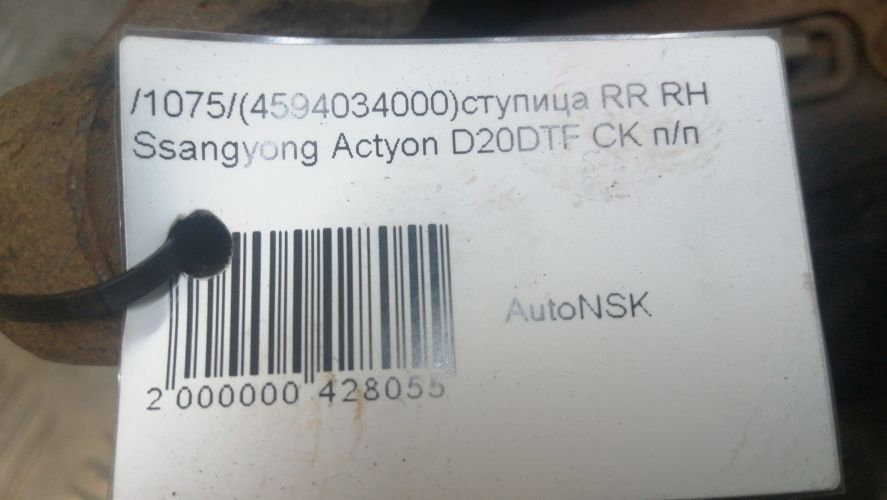 /1075/(4594034000)ступица RR RH
Ssangyong Actyon D20DTF CK п/п
AutoNSK
2 000000 428055